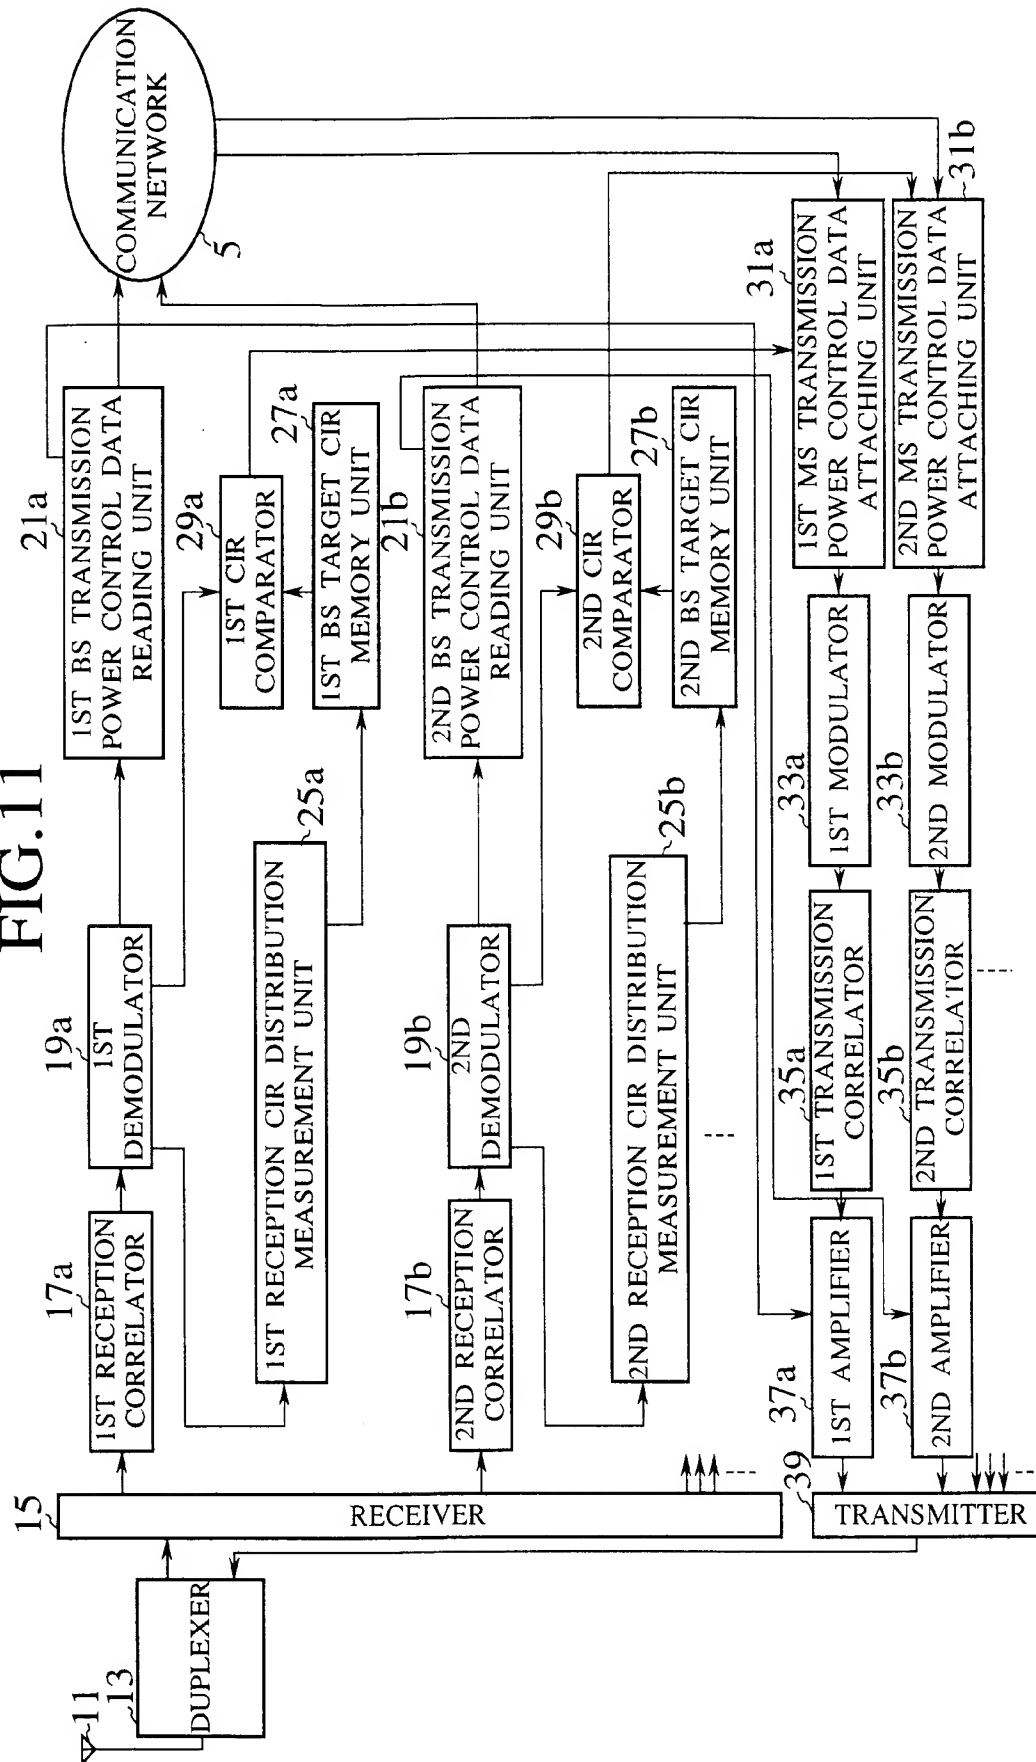 FIG.11
11
13
DUPLEXER
15
RECEIVER
17a
1ST RECEPTION
CORRELATOR
19a
1ST
DEMODULATOR
21a
1ST BS TRANSMISSION
POWER CONTROL DATA
READING UNIT
COMMUNICATION
NETWORK
5
25a
1ST RECEPTION CIR DISTRIBUTION
MEASUREMENT UNIT
29a
1ST CIR
COMPARATOR
27a
1ST BS TARGET CIR
MEMORY UNIT
17b
2ND RECEPTION
CORRELATOR
19b
2ND
DEMODULATOR
21b
2ND BS TRANSMISSION
POWER CONTROL DATA
READING UNIT
25b
2ND RECEPTION CIR DISTRIBUTION
MEASUREMENT UNIT
29b
2ND CIR
COMPARATOR
27b
2ND BS TARGET CIR
MEMORY UNIT
39
TRANSMITTER
37a
1ST AMPLIFIER
35a
1ST TRANSMISSION
CORRELATOR
33a
1ST MODULATOR
31a
1ST MS TRANSMISSION
POWER CONTROL DATA
ATTACHING UNIT
37b
2ND AMPLIFIER
35b
2ND TRANSMISSION
CORRELATOR
33b
2ND MODULATOR
31b
2ND MS TRANSMISSION
POWER CONTROL DATA
ATTACHING UNIT